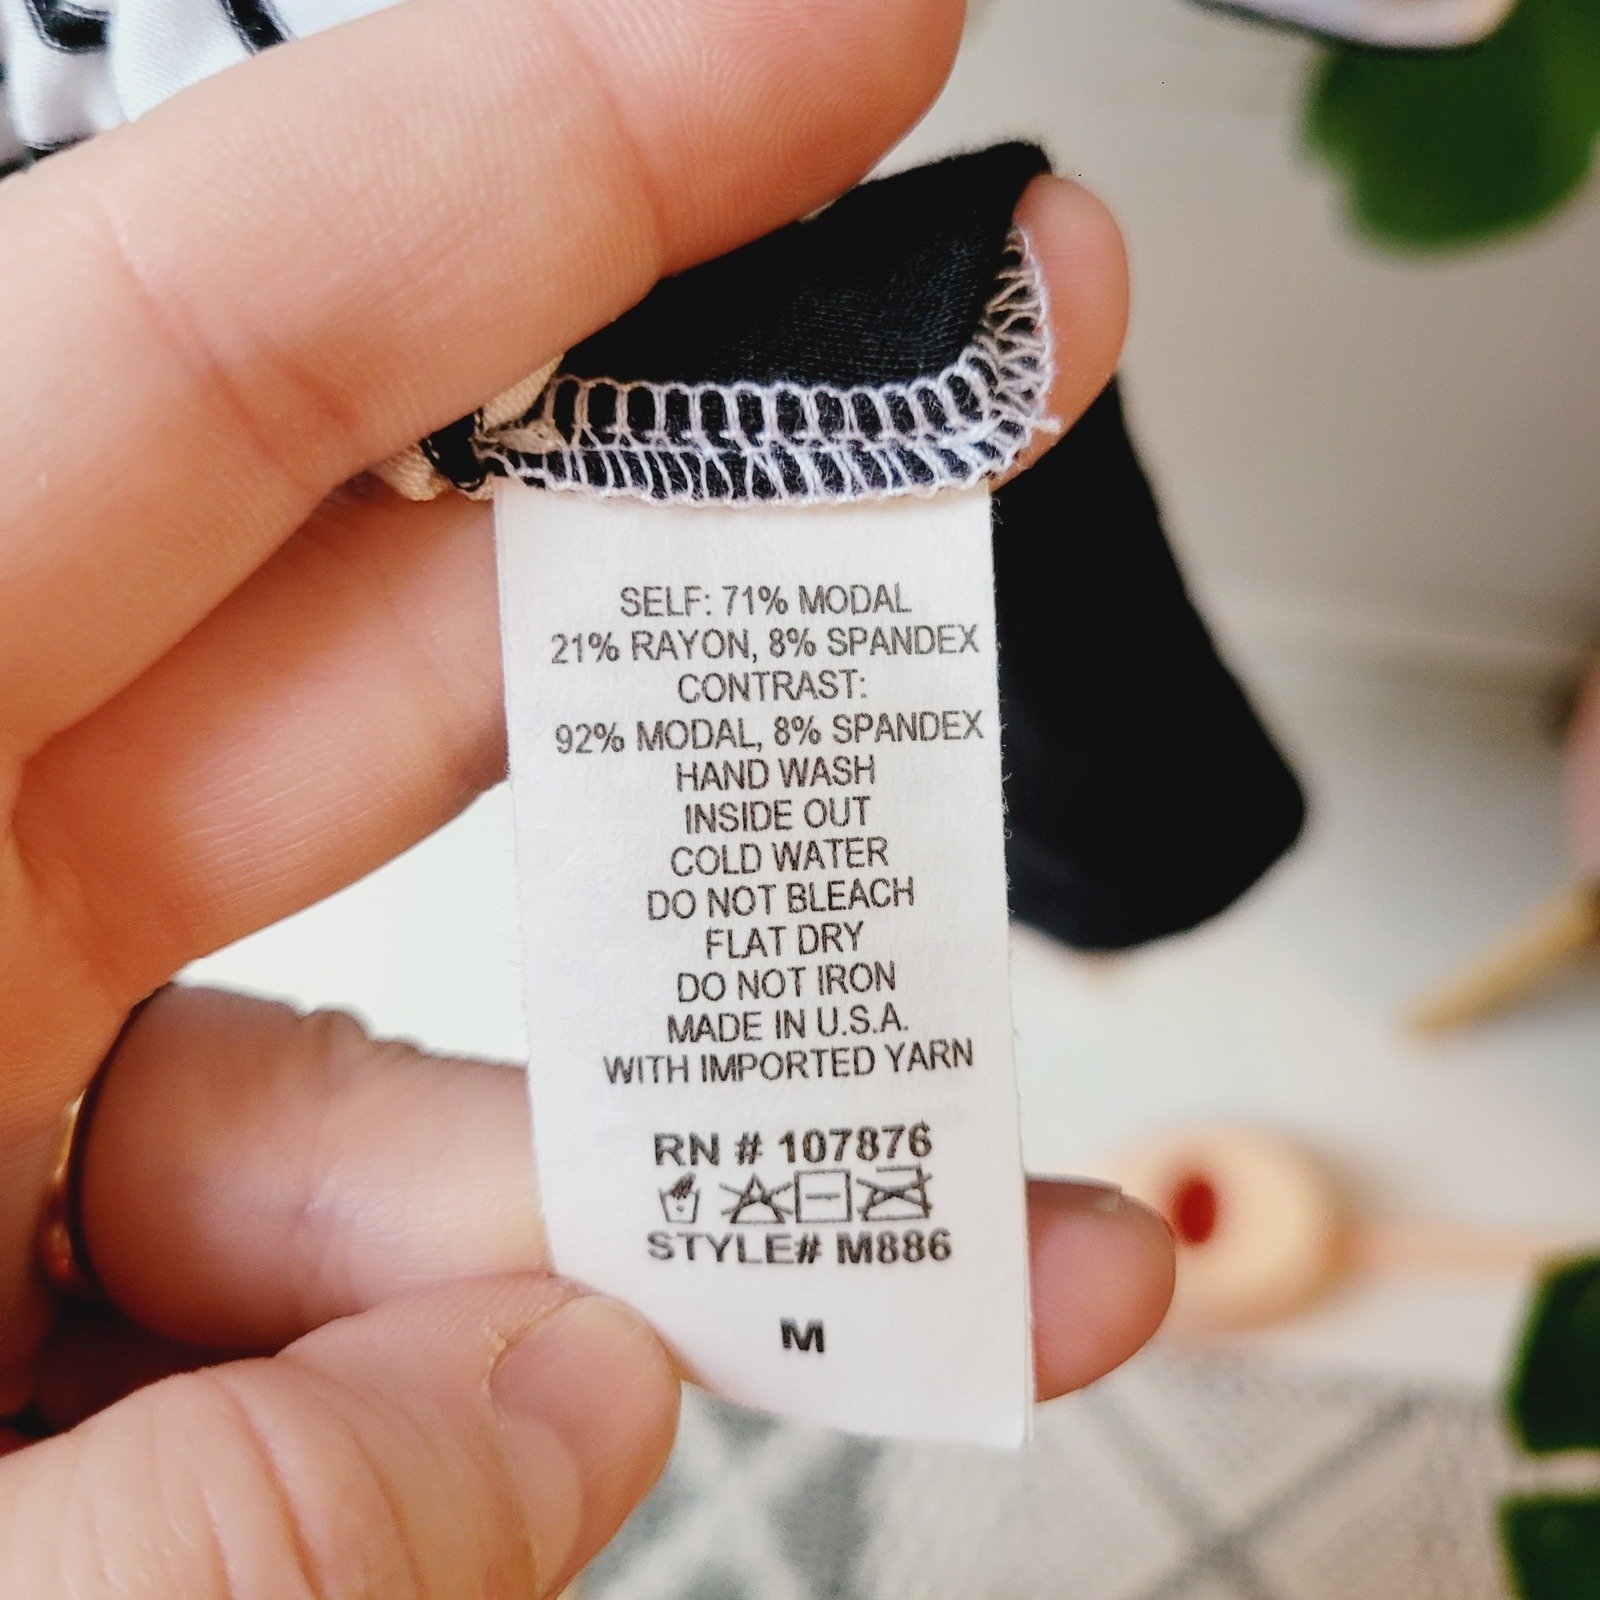 SELF: 71% MODAL
21% RAYON, 8% SPANDEX
CONTRAST:
92% MODAL, 8% SPANDEX
HAND WASH
INSIDE OUT
COLD WATER
DO NOT BLEACH
FLAT DRY
DO NOT IRON
MADE IN U.S.A.
WITH IMPORTED YARN
RN # 107876
STYLE# M886
M